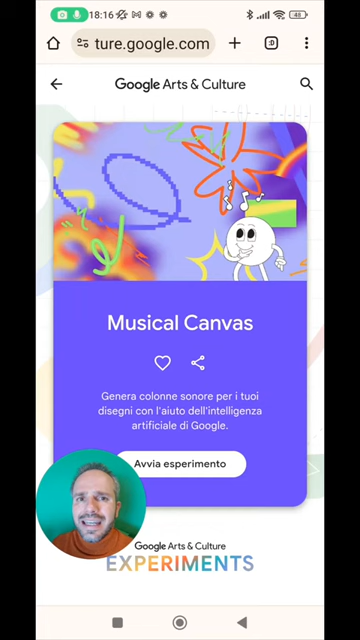 18:16
ture.google.com
:D
Google Arts & Culture
Musical Canvas
Genera colonne sonore per i tuoi
disegni con l'aiuto dell'intelligenza
artificiale di Google.
Avvia esperimento
Google Arts & Culture
EXPERIMENTS